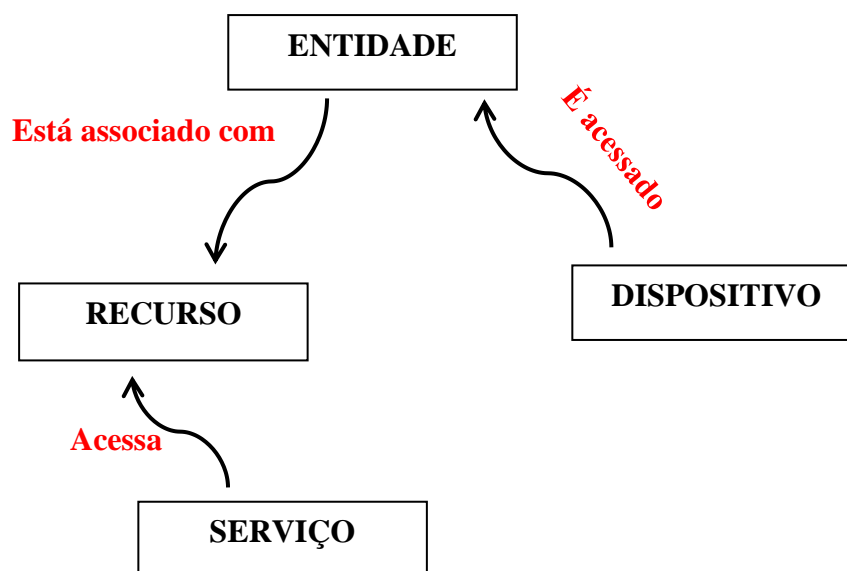 ENTIDADE
Está associado com
É acessado
RECURSO
DISPOSITIVO
Acessa
SERVIÇO